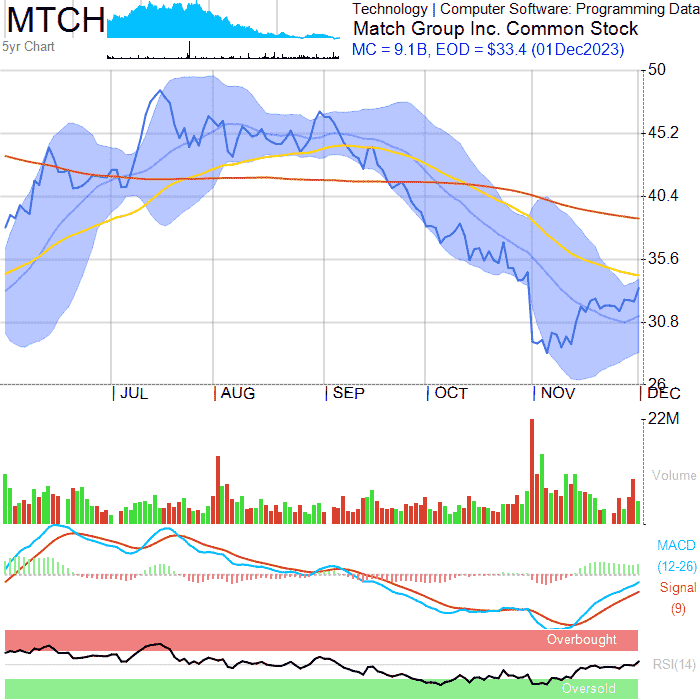 MTCH
5yr Chart
Technology | Computer Software: Programming Data
Match Group Inc. Common Stock
MC = 9.1B, EOD = $33.4 (01Dec2023)
50
45.2
40.4
35.6
30.8
26
JUL
AUG
SEP
OCT
NOV
DEC
22M
Volume
MACD
(12-26)
Signal
(9)
Overbought
RSI(14)
Oversold